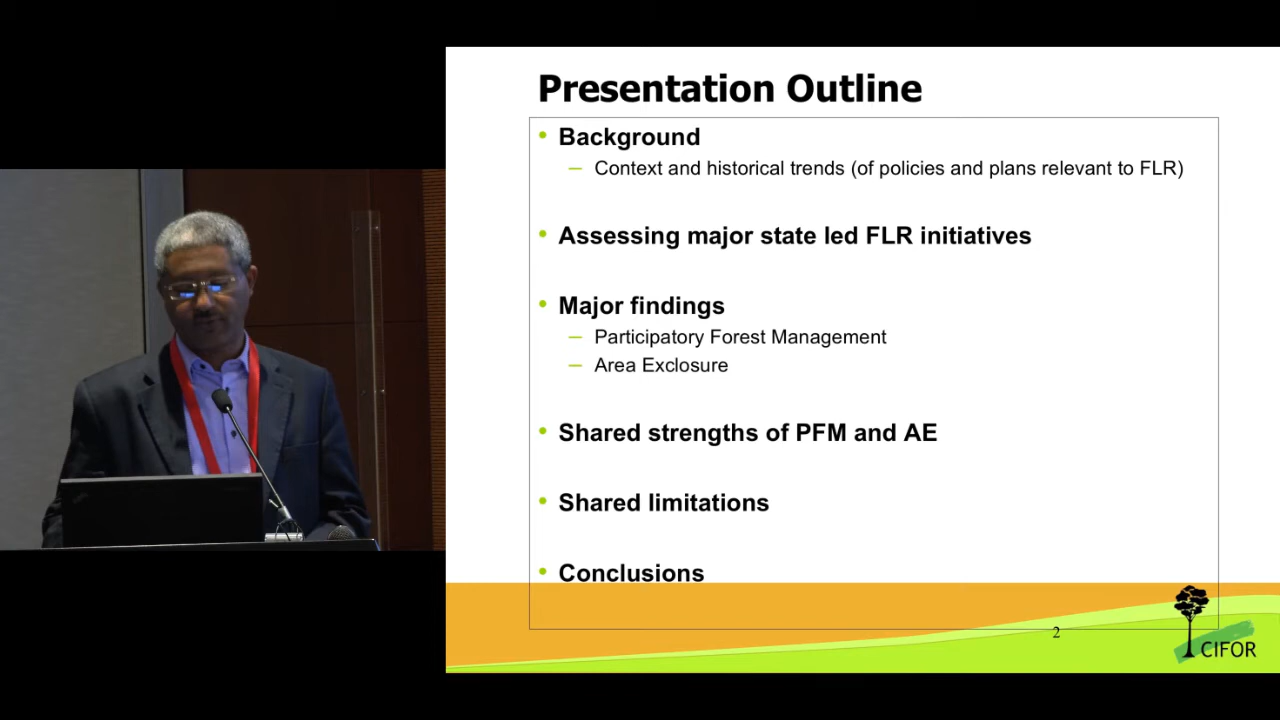 Presentation Outline
• Background
– Context and historical trends (of policies and plans relevant to FLR)
• Assessing major state led FLR initiatives
• Major findings
– Participatory Forest Management
– Area Exclosure
• Shared strengths of PFM and AE
• Shared limitations
• Conclusions
2
CIFOR